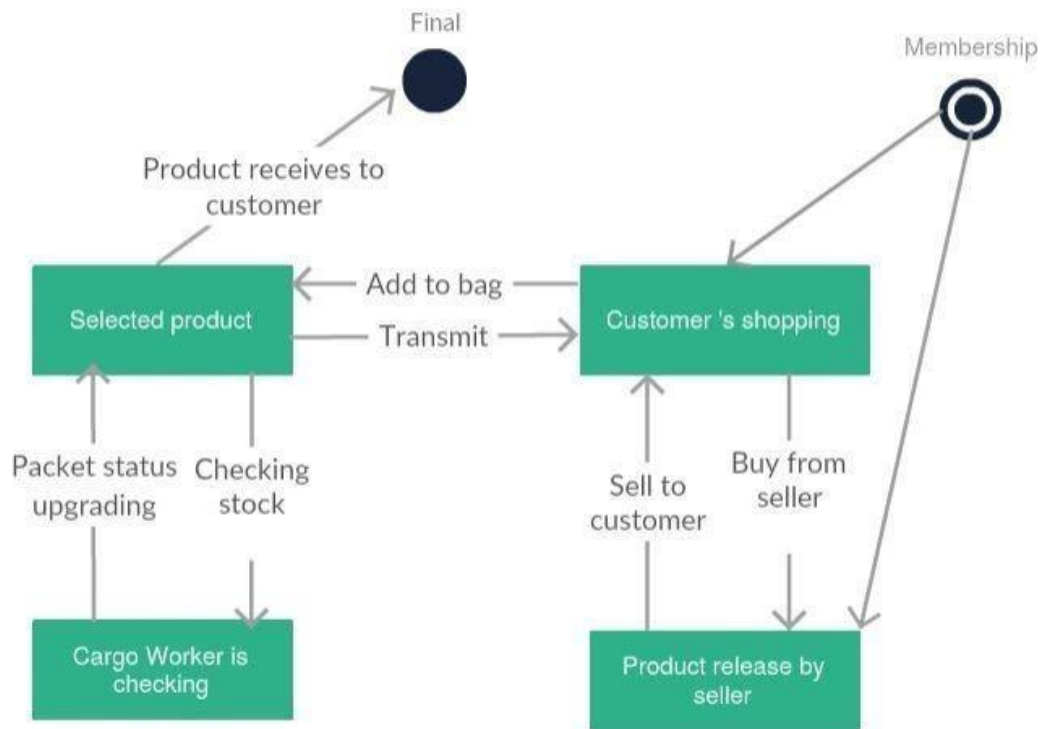 Final
Membership
Product receives to
customer
Selected product
Add to bag
Transmit
Customer 's shopping
Packet status
upgrading
Checking
stock
Sell to
customer
Buy from
seller
Cargo Worker is
checking
Product release by
seller